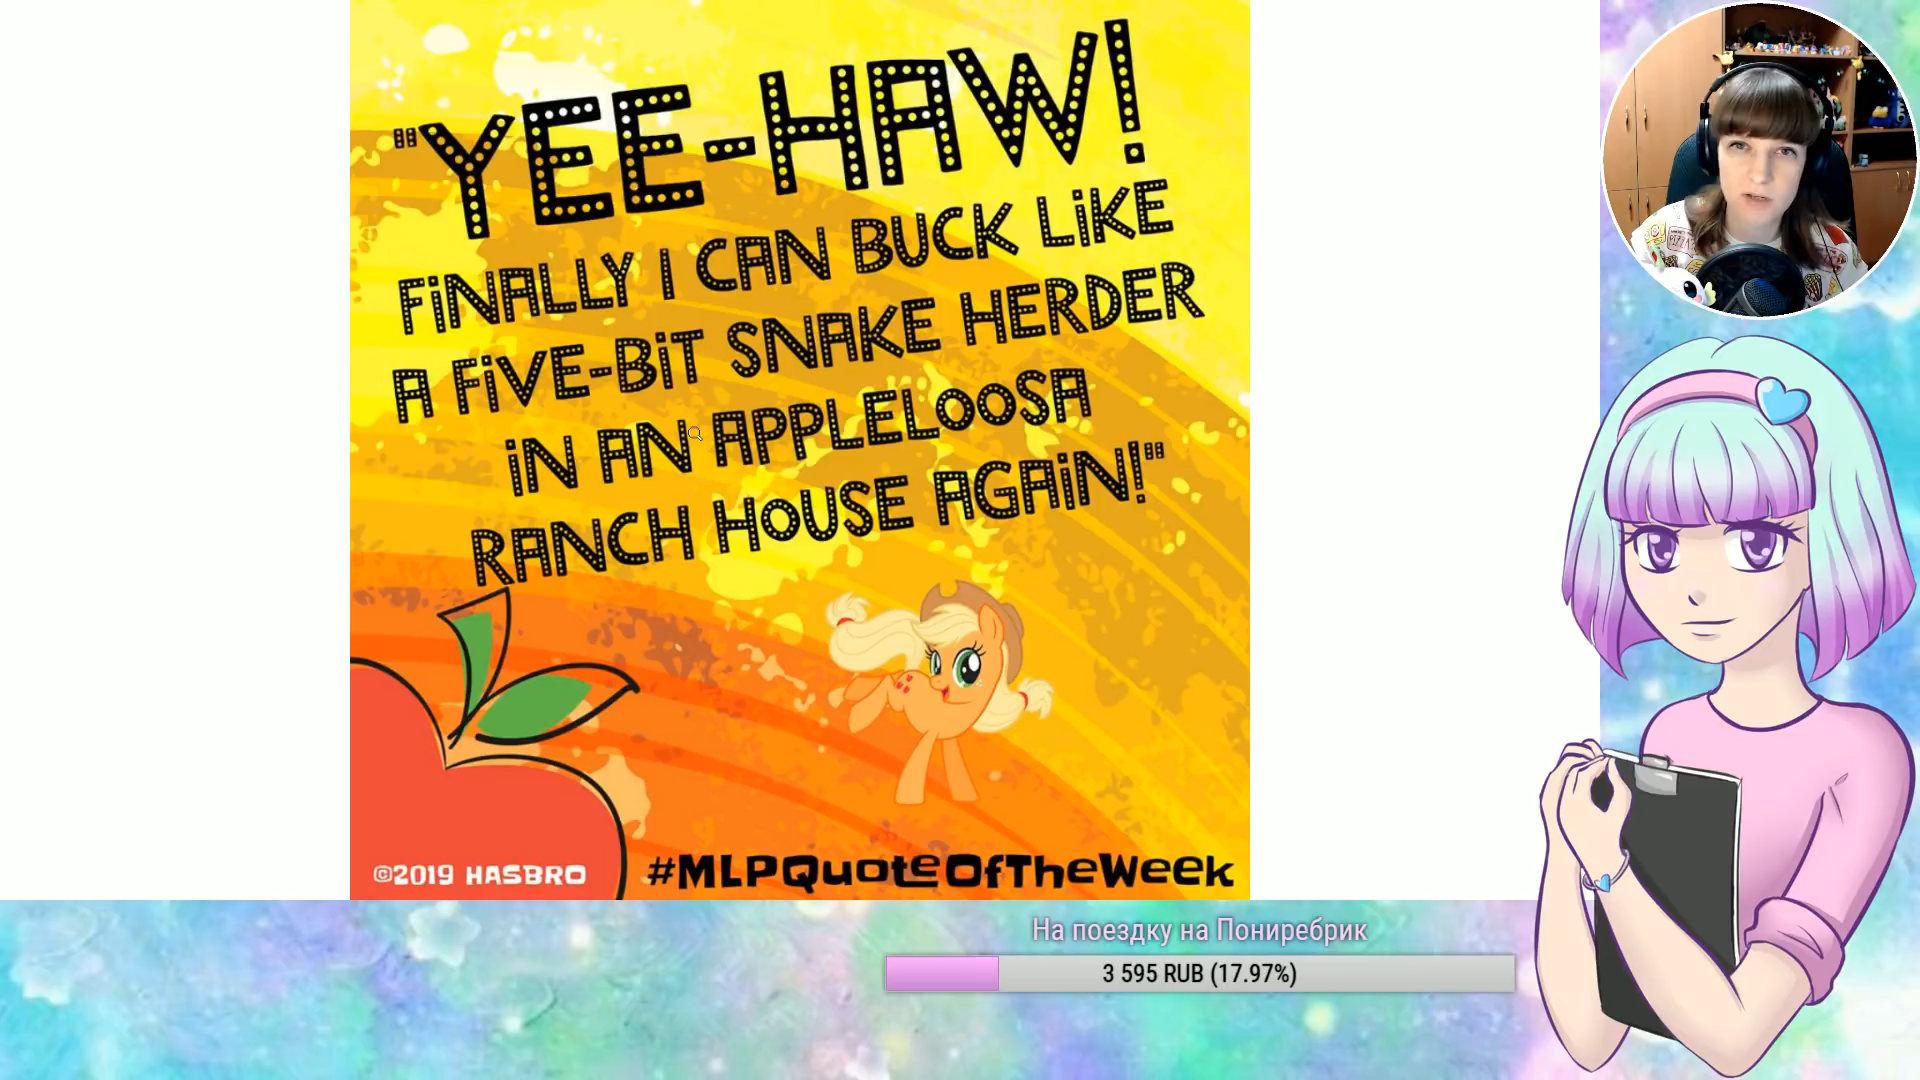 "YEE-HAW!
FINALLY I CAN BUCK LIKE
A FIVE-BIT SNAKE HERDER
IN AN APPLELOOSA
RANCH HOUSE AGAIN!"
©2019 HASBRO
#MLPQuoteOfTheWeek
На поездку на Пониребрик
3 595 RUB (17.97%)